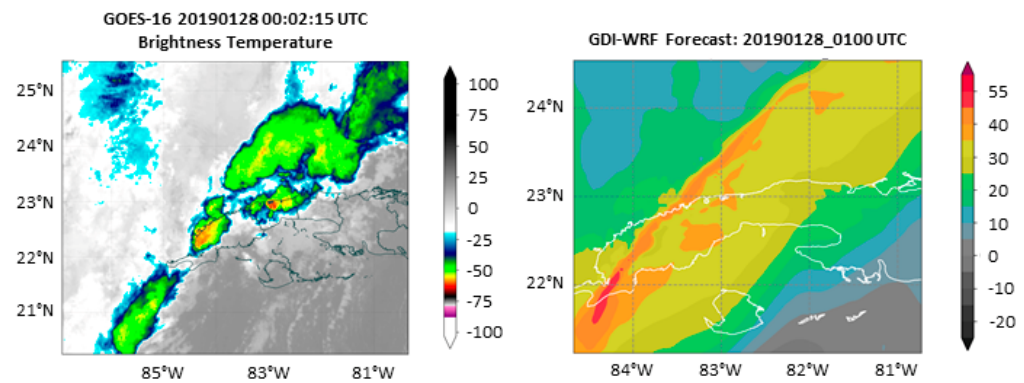 GOES-16 20190128 00:02:15 UTC
Brightness Temperature
25°N
24°N
23°N
22°N
21°N
85°W
83°W
81°W
100
75
50
25
0
-25
-50
-75
-100
GDI-WRF Forecast: 20190128_0100 UTC
24°N
23°N
22°N
84°W
83°W
82°W
81°W
55
40
30
20
10
0
-10
-20